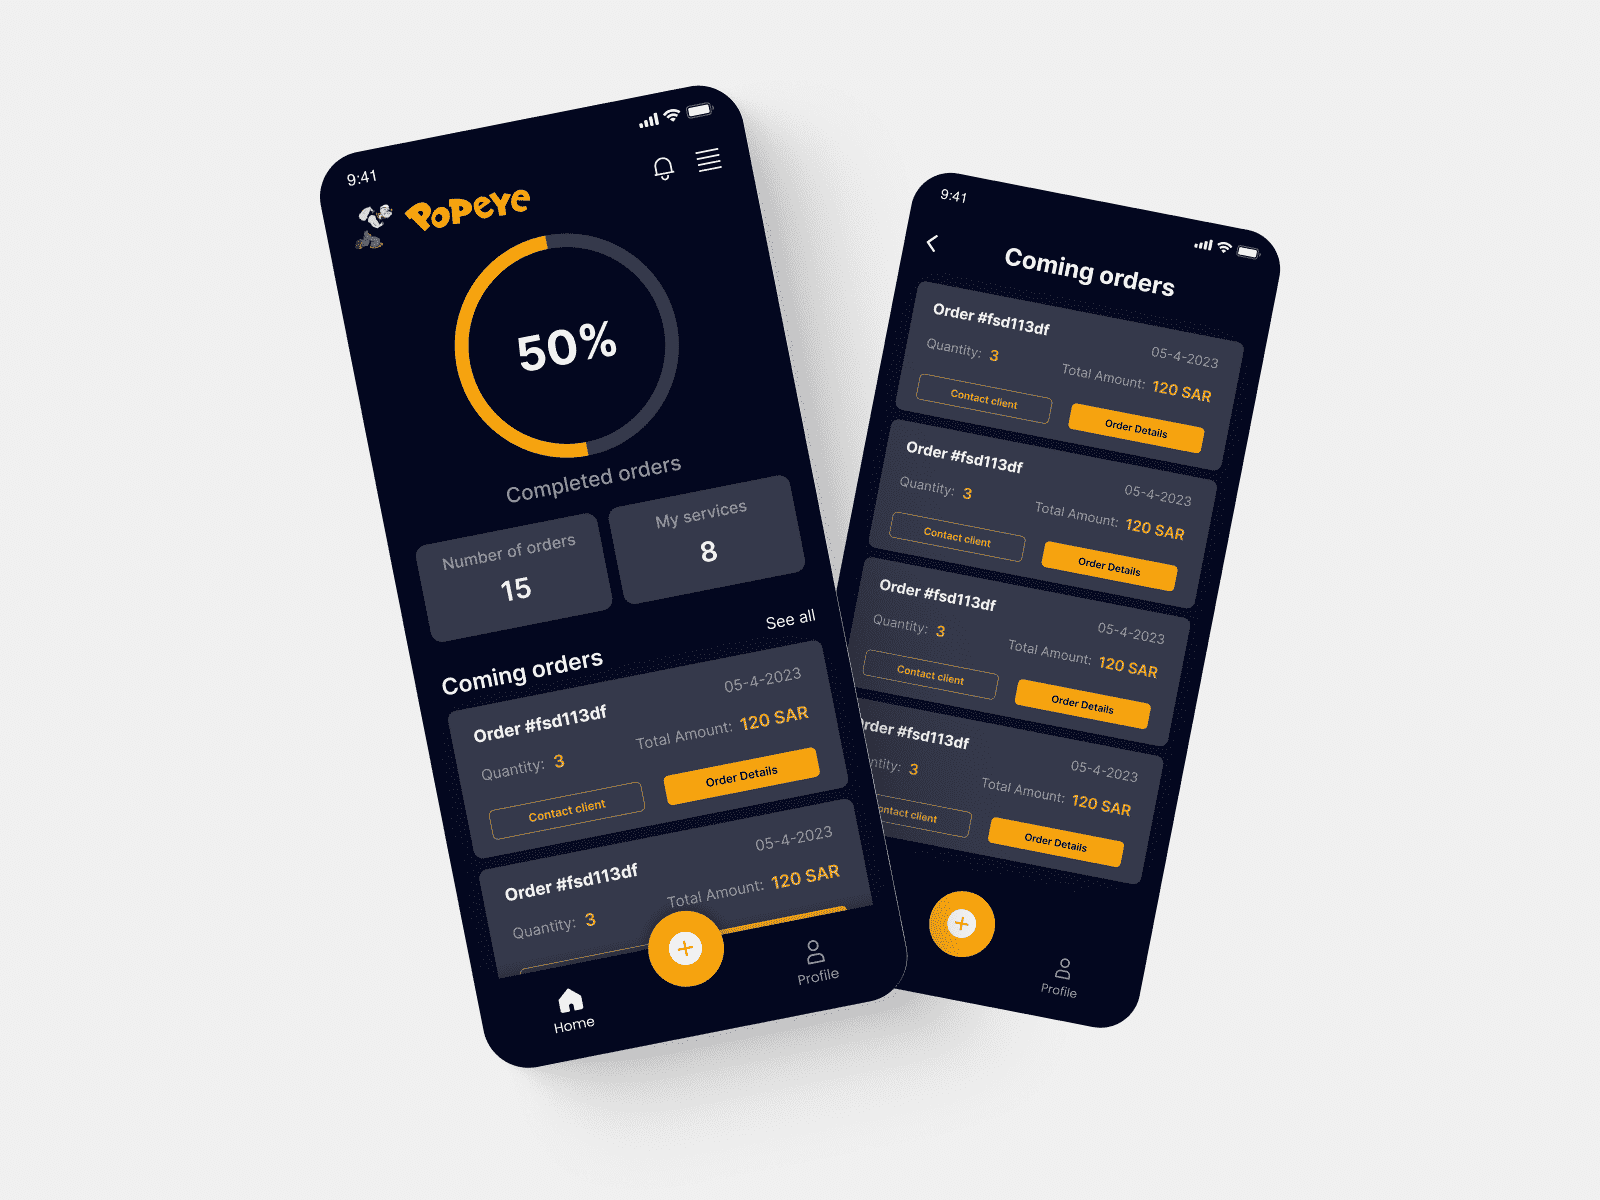 9:41
POPEYE
50%
Completed orders
Number of orders
15
My services
8
See all
Coming orders
Order #fsd113df
05-4-2023
Quantity: 3
Total Amount: 120 SAR
Contact client
Order Details
Order #fsd113df
05-4-2023
Quantity: 3
Total Amount: 120 SAR
Home
Profile
9:41
Coming orders
Order #fsd113df
05-4-2023
Quantity: 3
Total Amount: 120 SAR
Contact client
Order Details
Order #fsd113df
05-4-2023
Quantity: 3
Total Amount: 120 SAR
Contact client
Order Details
Order #fsd113df
05-4-2023
Quantity: 3
Total Amount: 120 SAR
Contact client
Order Details
rder #fsd113df
05-4-2023
ntity: 3
Total Amount: 120 SAR
ntact client
Order Details
Profile